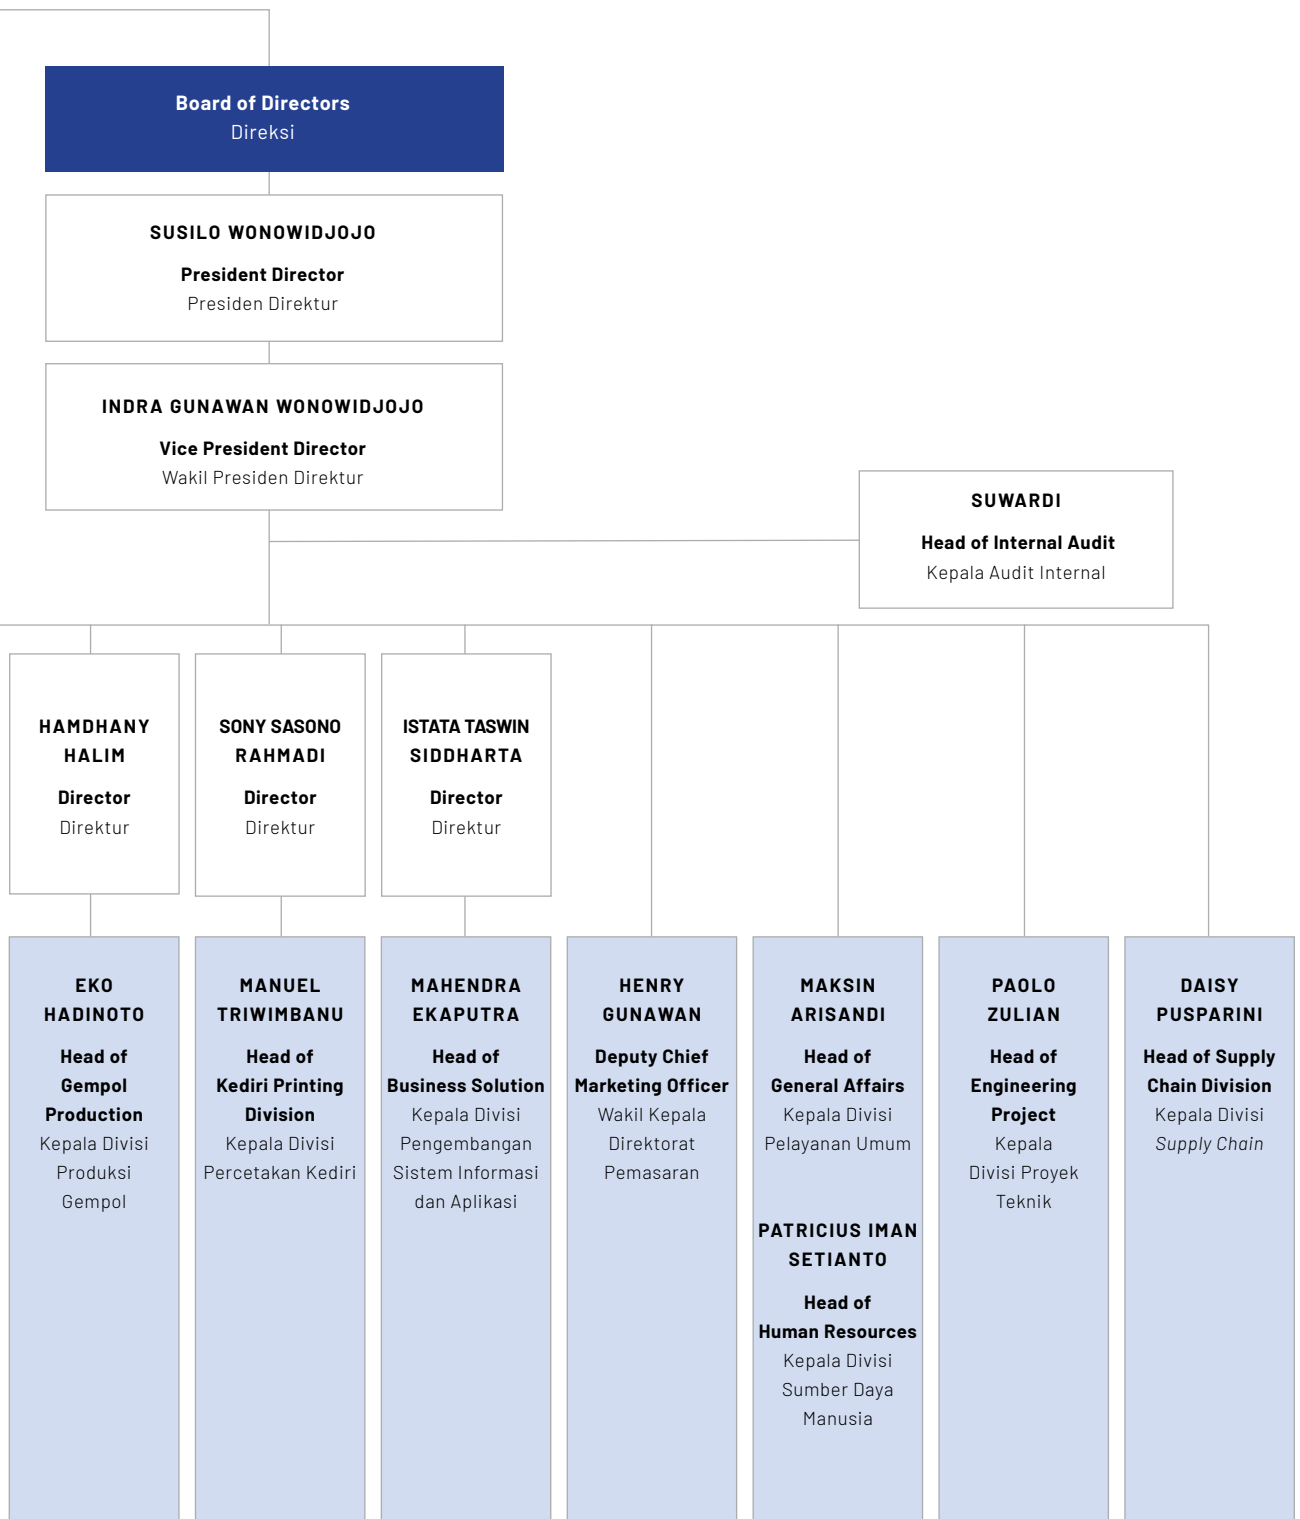 Board of Directors
Direksi
SUSILO WONOWIDJOJO
President Director
Presiden Direktur
INDRA GUNAWAN WONOWIDJOJO
Vice President Director
Wakil Presiden Direktur
SUWARDI
Head of Internal Audit
Kepala Audit Internal
HAMDHANY
HALIM
Director
Direktur
SONY SASONO
RAHMADI
Director
Direktur
ISTATA TASWIN
SIDDHARTA
Director
Direktur
EKO
HADINOTO
Head of
Gempol
Production
Kepala Divisi
Produksi
Gempol
MANUEL
TRIWIMBANU
Head of
Kediri Printing
Division
Kepala Divisi
Percetakan Kediri
MAHENDRA
EKAPUTRA
Head of
Business Solution
Kepala Divisi
Pengembangan
Sistem Informasi
dan Aplikasi
HENRY
GUNAWAN
Deputy Chief
Marketing Officer
Wakil Kepala
Direktorat
Pemasaran
MAKSIN
ARISANDI
Head of
General Affairs
Kepala Divisi
Pelayanan Umum
PATRICIUS IMAN
SETIANTO
Head of
Human Resources
Kepala Divisi
Sumber Daya
Manusia
PAOLO
ZULIAN
Head of
Engineering
Project
Kepala
Divisi Proyek
Teknik
DAISY
PUSPARINI
Head of Supply
Chain Division
Kepala Divisi
Supply Chain